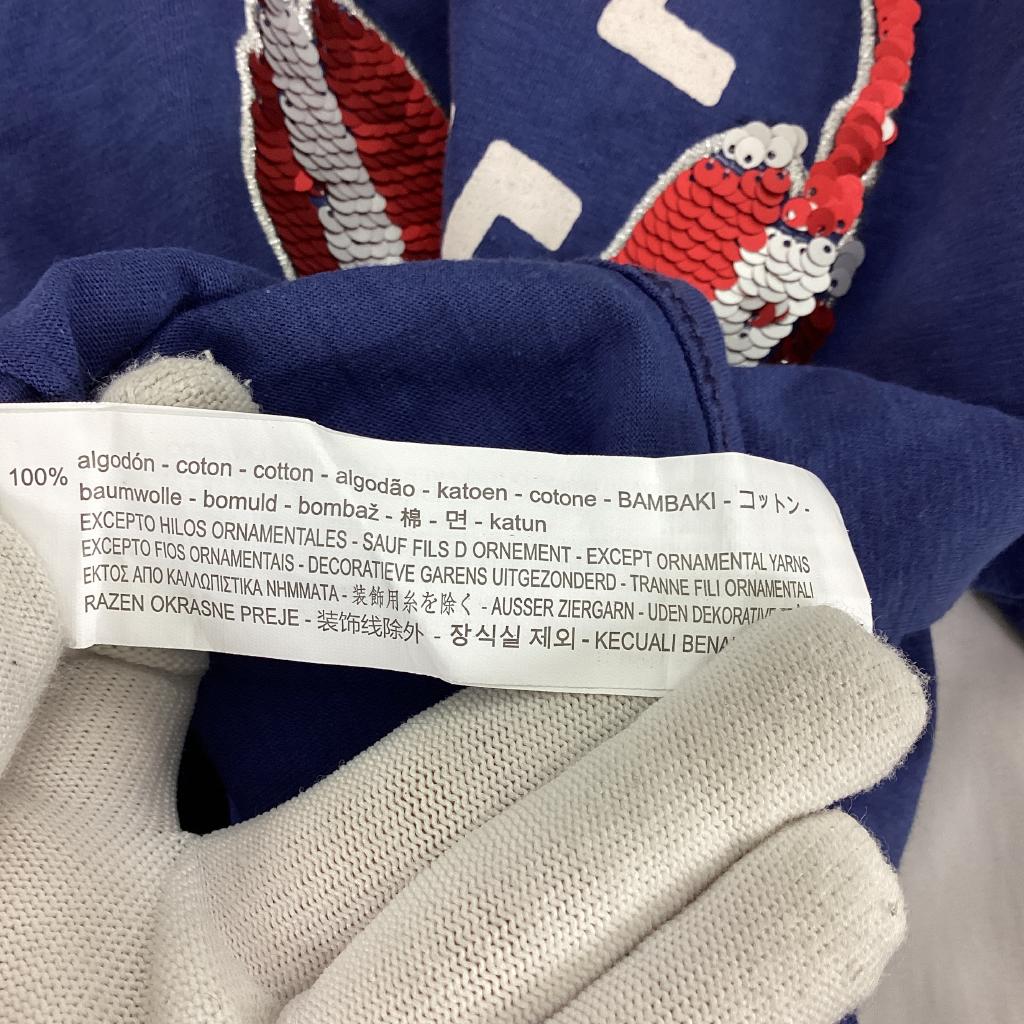 100% algodón - coton - cotton - algodão - katoen - cotone - BAMBAKI - コットン -
baumwolle - bomuld - bombaž - 棉 - 면 - katun
EXCEPTO HILOS ORNAMENTALES - SAUF FILS D ORNEMENT - EXCEPT ORNAMENTAL YARNS
EXCEPTO FIOS ORNAMENTAIS - DECORATIEVE GARENS UITGEZONDERD - TRANNE FILI ORNAMENTALI
ΕΚΤΟΣ ΑΠΟ ΚΑΛΛΩΠΙΣΤΙΚΑ ΝΗΜΜΑΤΑ - 装飾用糸を除く - AUSSER ZIERGARN - UDEN DEKORATIVE
RAZEN OKRASNE PREJE - 装饰线除外 - 장식실 제외 - KECUALI